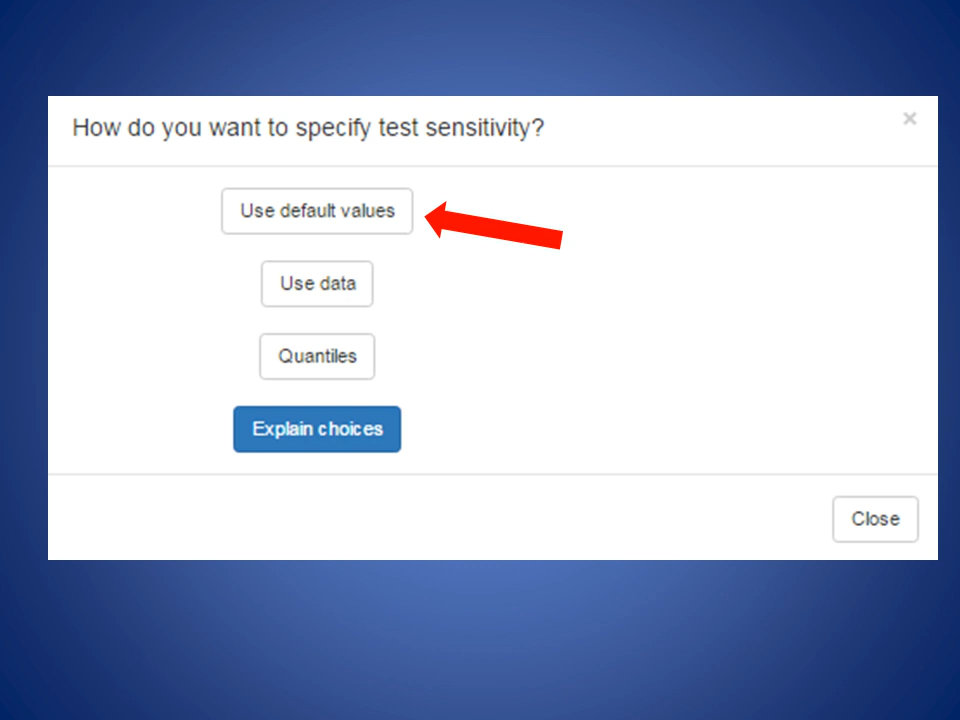 How do you want to specify test sensitivity?
×
Use default values
Use data
Quantiles
Explain choices
Close